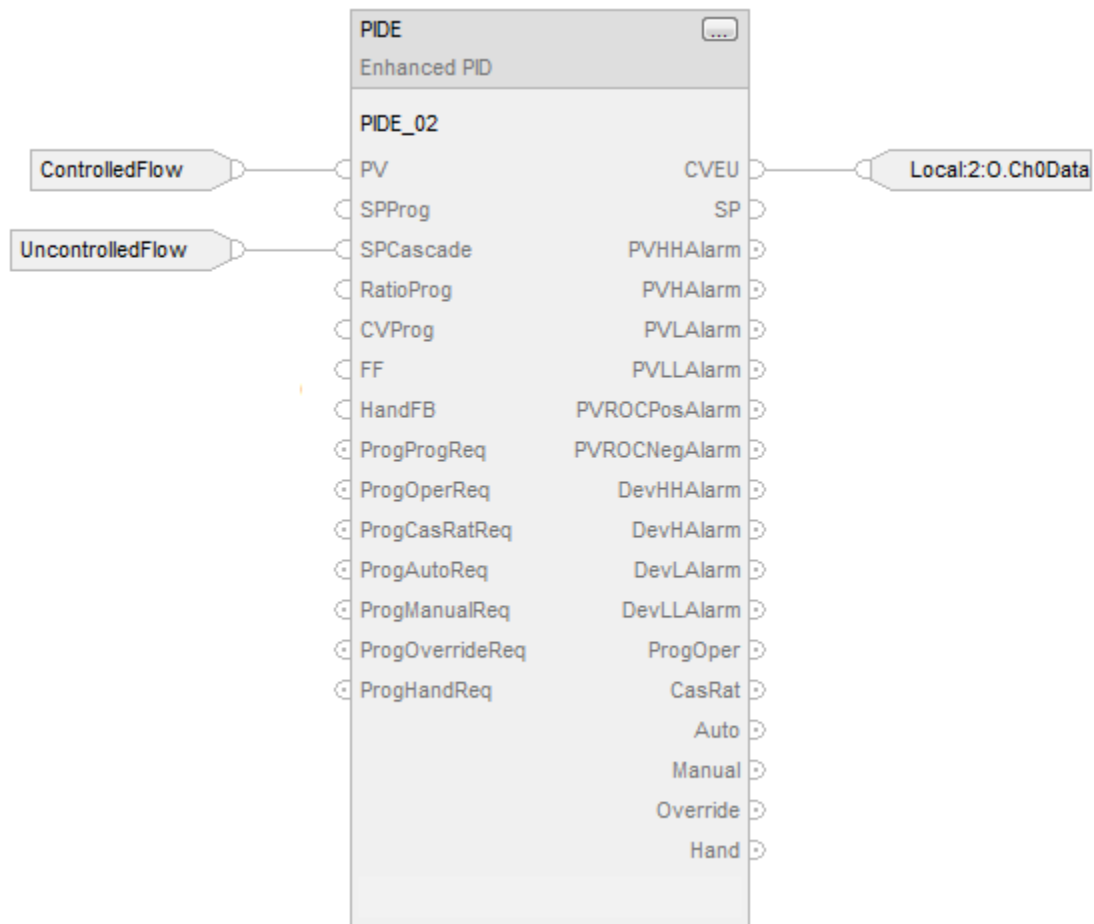 PIDE ...
Enhanced PID
PIDE_02
ControlledFlow PV CVEU Local:2:O.Ch0Data
SPProg SP
UncontrolledFlow SPCascade PVHHAlarm
RatioProg PVHAlarm
CVProg PVLAlarm
FF PVLLAlarm
HandFB PVROCPosAlarm
ProgProgReq PVROCNegAlarm
ProgOperReq DevHHAlarm
ProgCasRatReq DevHAlarm
ProgAutoReq DevLAlarm
ProgManualReq DevLLAlarm
ProgOverrideReq ProgOper
ProgHandReq CasRat
Auto
Manual
Override
Hand